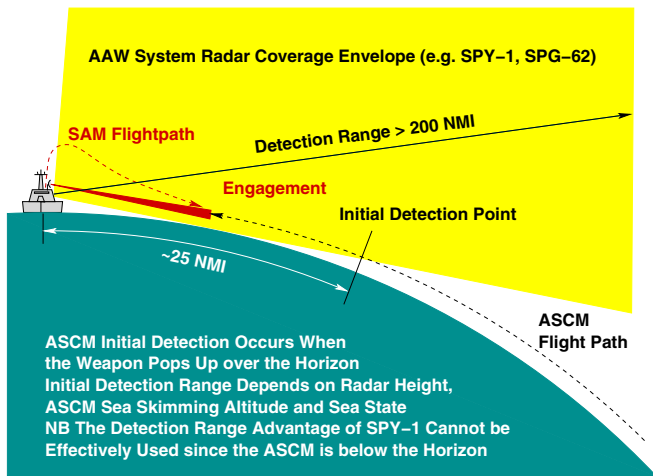 AAW System Radar Coverage Envelope (e.g. SPY−1, SPG−62)
SAM Flightpath
Detection Range > 200 NMI
Engagement
Initial Detection Point
~25 NMI
ASCM
Flight Path
ASCM Initial Detection Occurs When
the Weapon Pops Up over the Horizon
Initial Detection Range Depends on Radar Height,
ASCM Sea Skimming Altitude and Sea State
NB The Detection Range Advantage of SPY−1 Cannot be
Effectively Used since the ASCM is below the Horizon